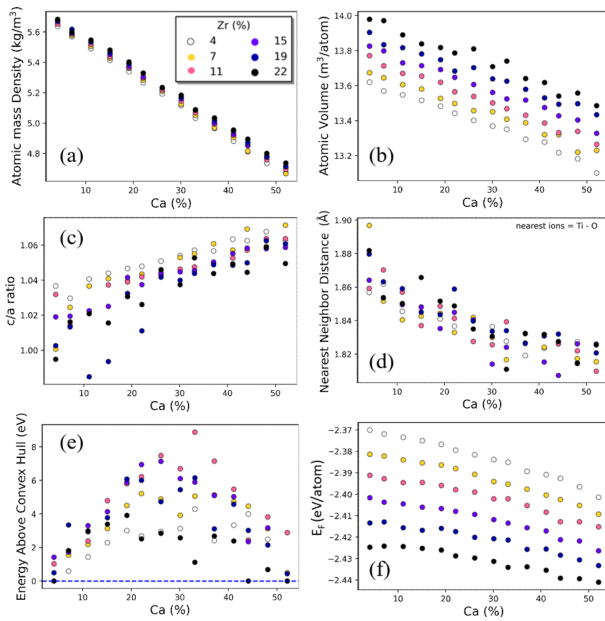 Atomic mass Density (kg/m³)
5.6
5.4
5.2
5.0
4.8
Zr (%)
4 15
7 19
11 22
(a)
10 20 30 40 50
Ca (%)
Atomic Volume (m³/atom)
14.0
13.8
13.6
13.4
13.2
(b)
10 20 30 40 50
Ca (%)
c/a ratio
1.06
1.04
1.02
1.00
(c)
10 20 30 40 50
Ca (%)
Nearest Neighbor Distance (Å)
1.90
1.88
1.86
1.84
1.82
nearest ions = Ti - O
(d)
10 20 30 40 50
Ca (%)
Energy Above Convex Hull (eV)
8
6
4
2
0
(e)
10 20 30 40 50
Ca (%)
E_F (eV/atom)
−2.37
−2.38
−2.39
−2.40
−2.41
−2.42
−2.43
−2.44
(f)
10 20 30 40 50
Ca (%)